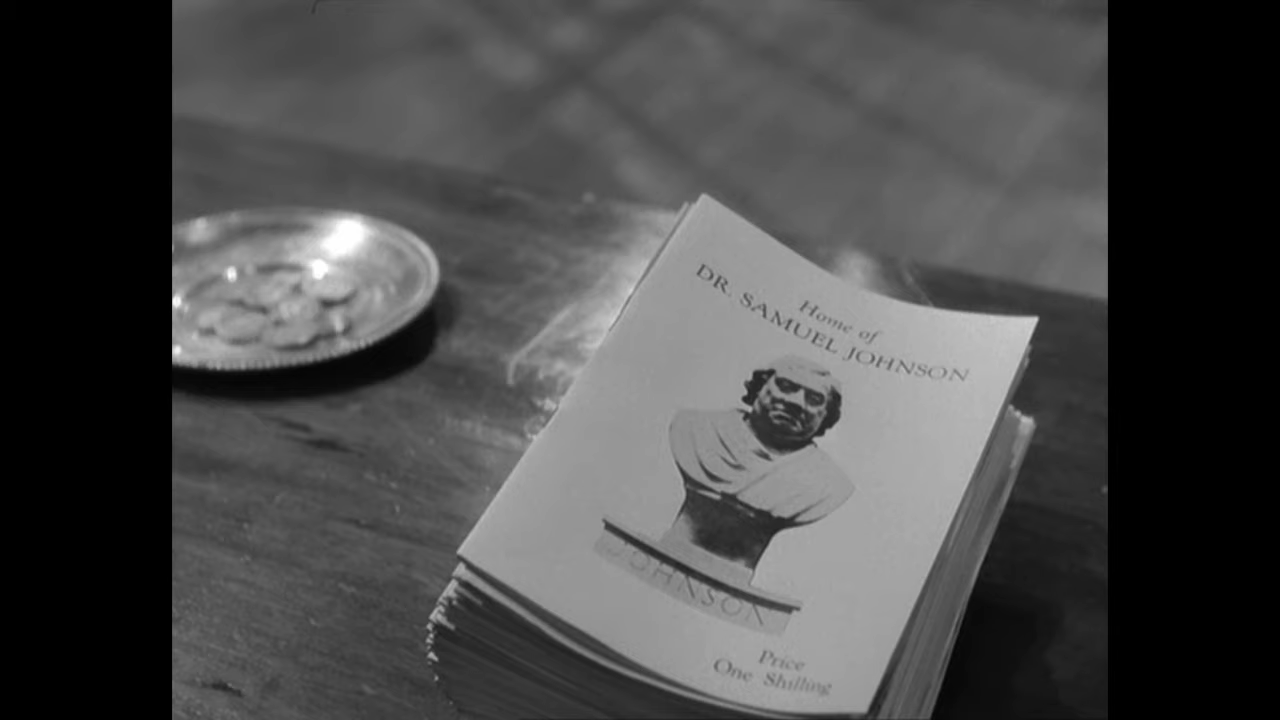 Home of
DR. SAMUEL JOHNSON
JOHNSON
Price
One Shilling